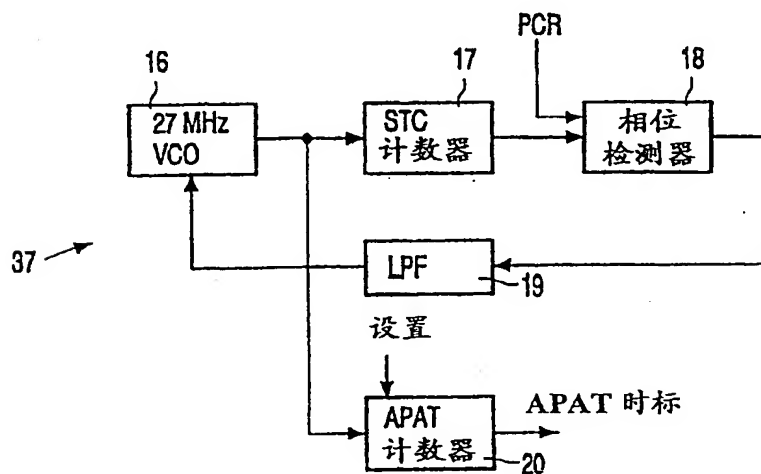 PCR
16
17
18
27 MHz
VCO
STC
计数器
相位
检测器
37
LPF
19
设置
APAT
计数器
APAT 时标
20